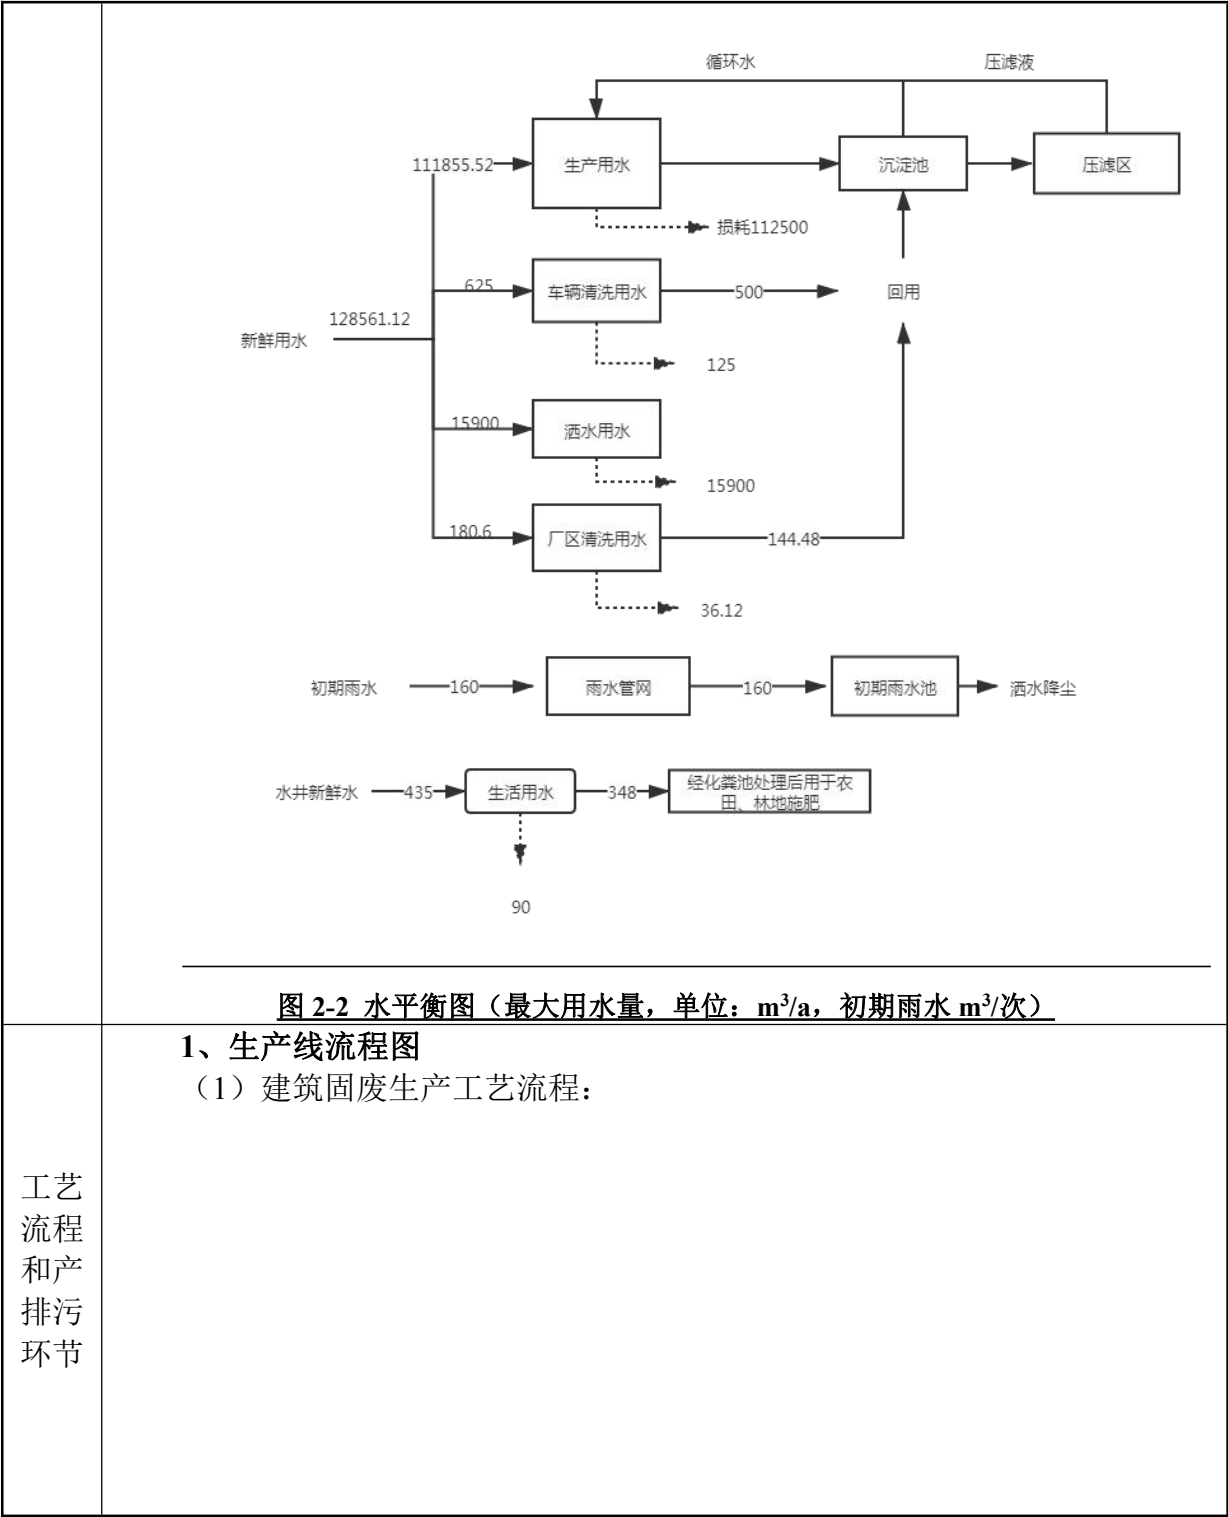 循环水
压滤液
111855.52
生产用水
沉淀池
压滤区
损耗112500
625
车辆清洗用水
500
回用
128561.12
新鲜用水
125
15900
洒水用水
15900
180.6
厂区清洗用水
144.48
36.12
初期雨水
160
雨水管网
160
初期雨水池
洒水降尘
水井新鲜水
435
生活用水
348
经化粪池处理后用于农
田、林地施肥
90
图 2-2 水平衡图（最大用水量，单位：m³/a，初期雨水 m³/次）
工艺
流程
和产
排污
环节
1、生产线流程图
（1）建筑固废生产工艺流程：